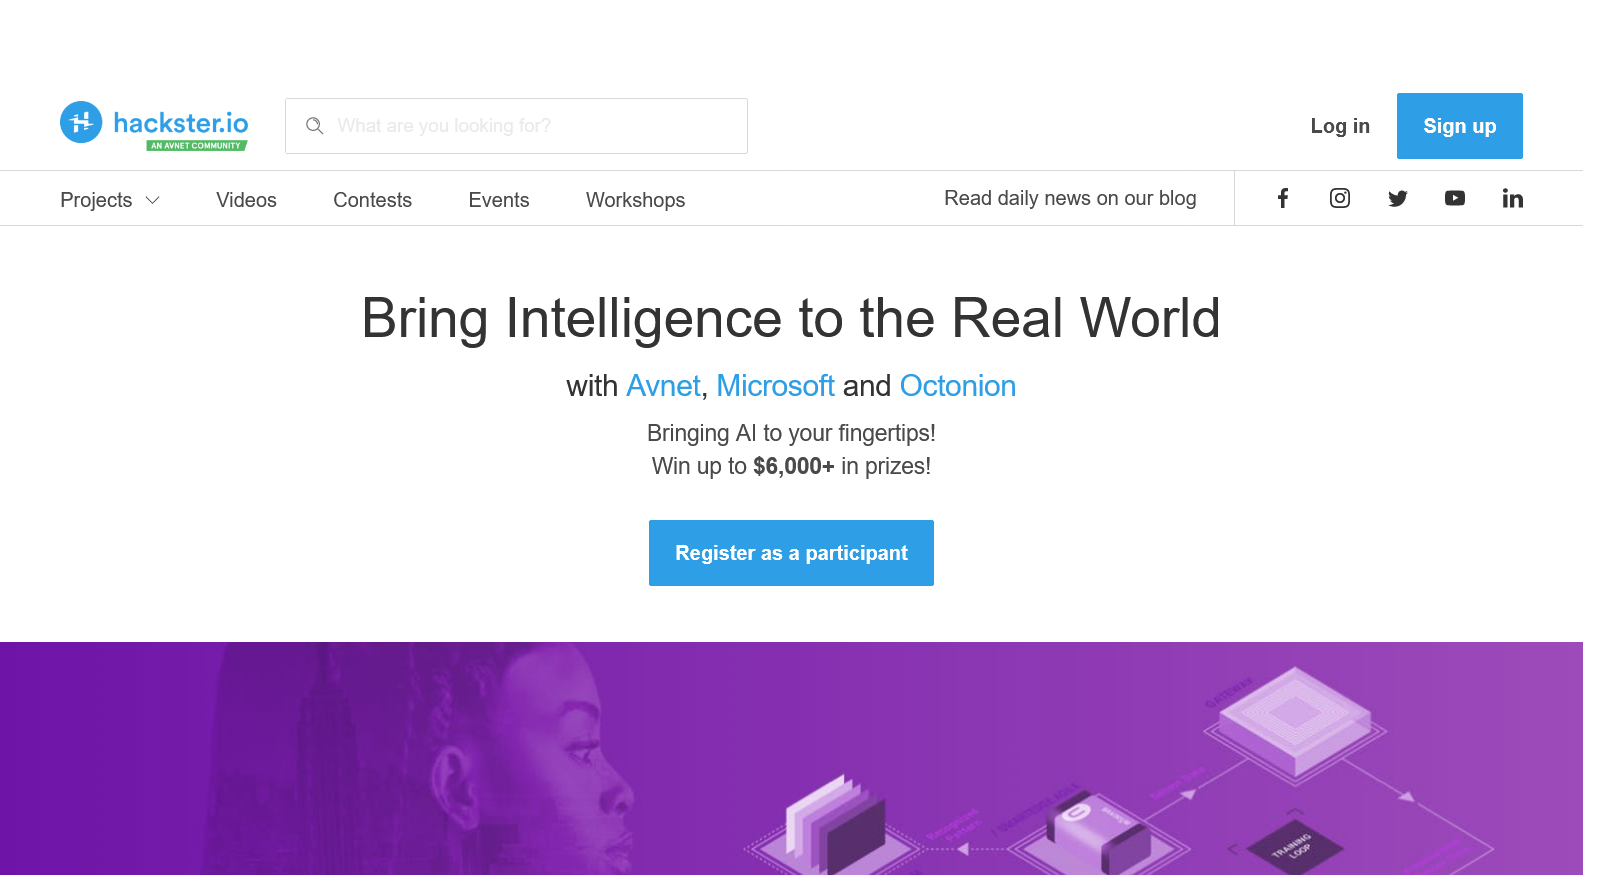 hackster.io
AN AVNET COMMUNITY
What are you looking for?
Log in
Sign up
Projects
Videos
Contests
Events
Workshops
Read daily news on our blog
Bring Intelligence to the Real World
with Avnet, Microsoft and Octonion
Bringing AI to your fingertips!
Win up to $6,000+ in prizes!
Register as a participant
GATEWAY
Recognized
Pattern
TRAINING
LOOP